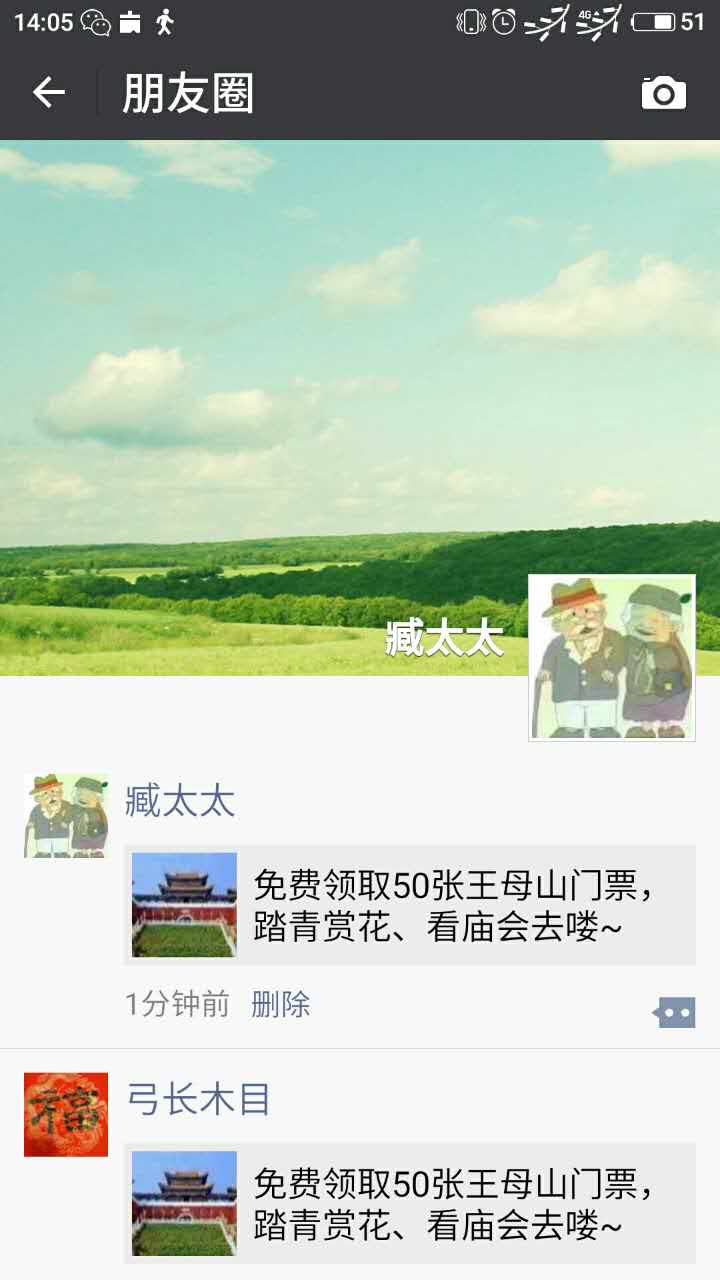 14:05 4G 51
朋友圈
臧太太
臧太太
免费领取50张王母山门票，
踏青赏花、看庙会去喽~
1分钟前 删除
福
弓长木目
免费领取50张王母山门票，
踏青赏花、看庙会去喽~